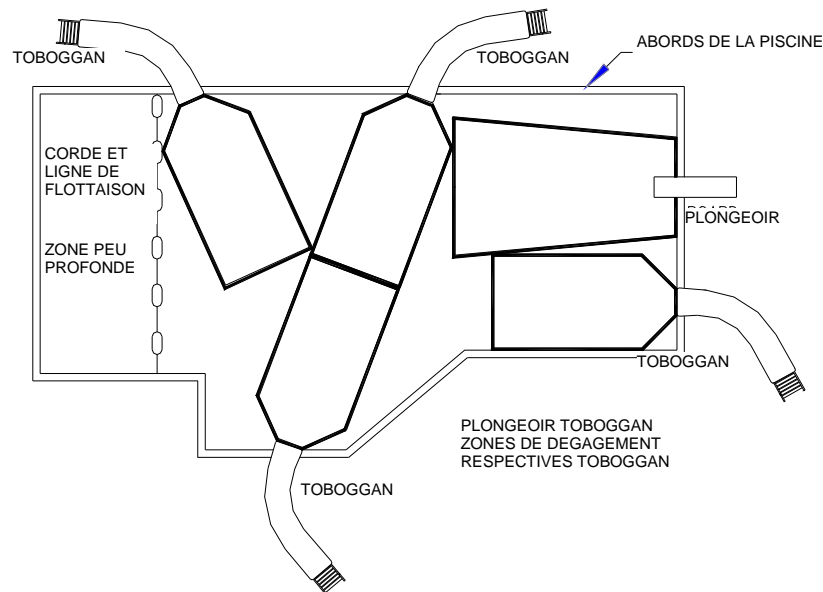 TOBOGGAN
TOBOGGAN
ABORDS DE LA PISCINE
CORDE ET
LIGNE DE
FLOTTAISON
ZONE PEU
PROFONDE
PLONGEOIR
TOBOGGAN
PLONGEOIR TOBOGGAN
ZONES DE DEGAGEMENT
RESPECTIVES TOBOGGAN
TOBOGGAN